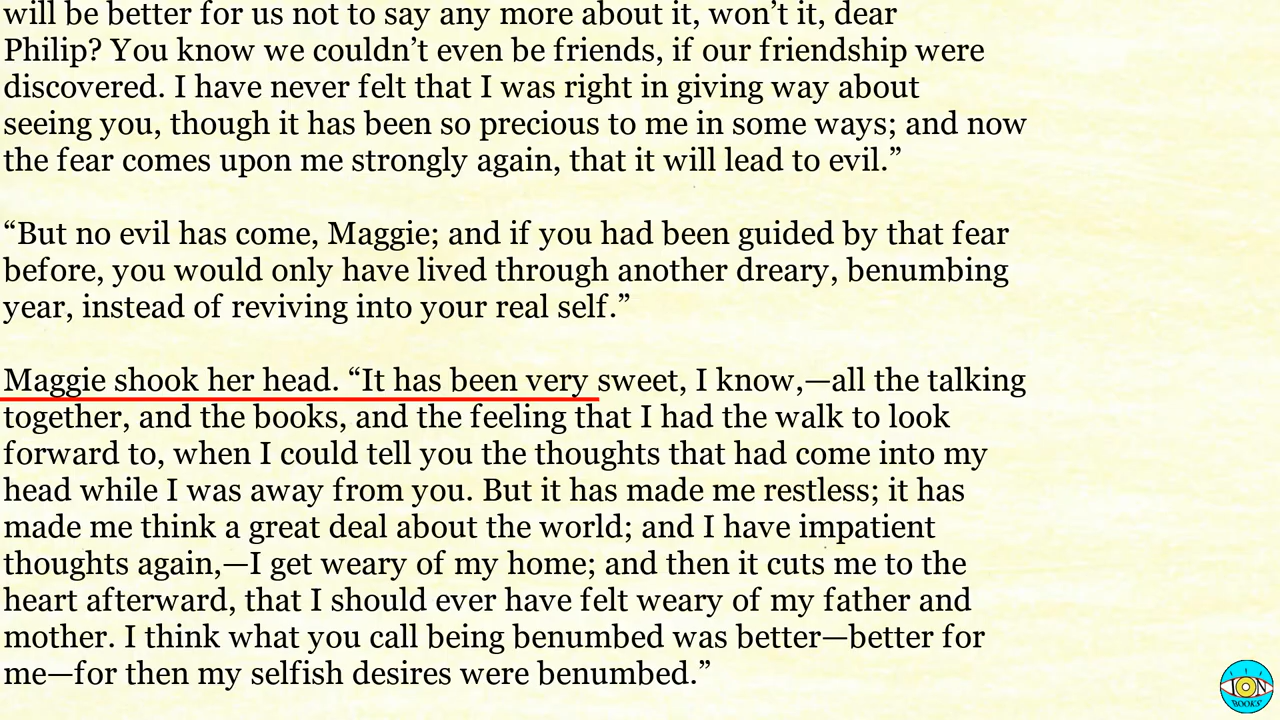 will be better for us not to say any more about it, won’t it, dear
Philip? You know we couldn’t even be friends, if our friendship were
discovered. I have never felt that I was right in giving way about
seeing you, though it has been so precious to me in some ways; and now
the fear comes upon me strongly again, that it will lead to evil.”
“But no evil has come, Maggie; and if you had been guided by that fear
before, you would only have lived through another dreary, benumbing
year, instead of reviving into your real self.”
Maggie shook her head. “It has been very sweet, I know,—all the talking
together, and the books, and the feeling that I had the walk to look
forward to, when I could tell you the thoughts that had come into my
head while I was away from you. But it has made me restless; it has
made me think a great deal about the world; and I have impatient
thoughts again,—I get weary of my home; and then it cuts me to the
heart afterward, that I should ever have felt weary of my father and
mother. I think what you call being benumbed was better—better for
me—for then my selfish desires were benumbed.”
ION
BOOKS